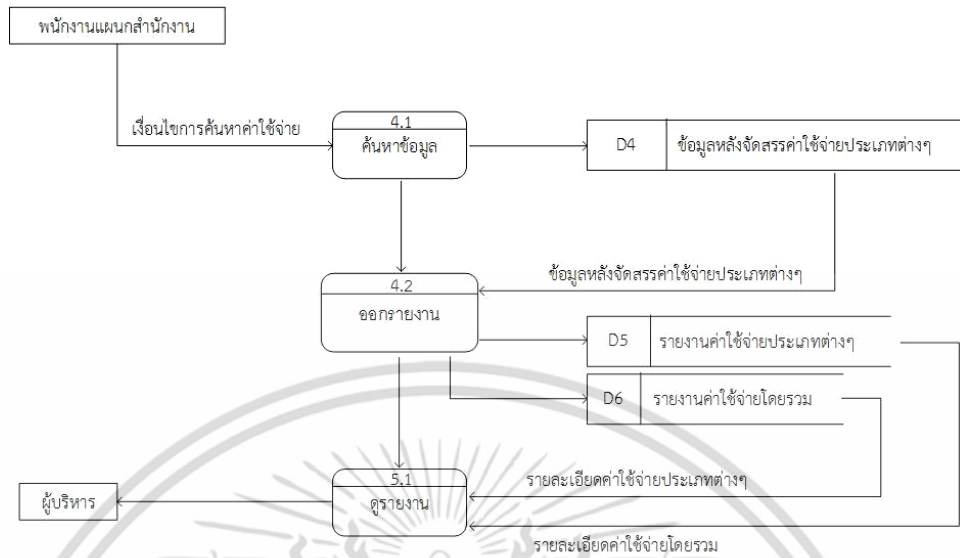 พนักงานแผนกสำนักงาน
4.1
เงื่อนไขการค้นหาค่าใช้จ่าย
ค้นหาข้อมูล
D4 ข้อมูลหลังจัดสรรค่าใช้จ่ายประเภทต่างๆ
ข้อมูลหลังจัดสรรค่าใช้จ่ายประเภทต่างๆ
4.2
ออกรายงาน
D5 รายงานค่าใช้จ่ายประเภทต่างๆ
D6 รายงานค่าใช้จ่ายโดยรวม
5.1
รายละเอียดค่าใช้จ่ายประเภทต่างๆ
ผู้บริหาร
ดูรายงาน
รายละเอียดค่าใช้จ่ายโดยรวม